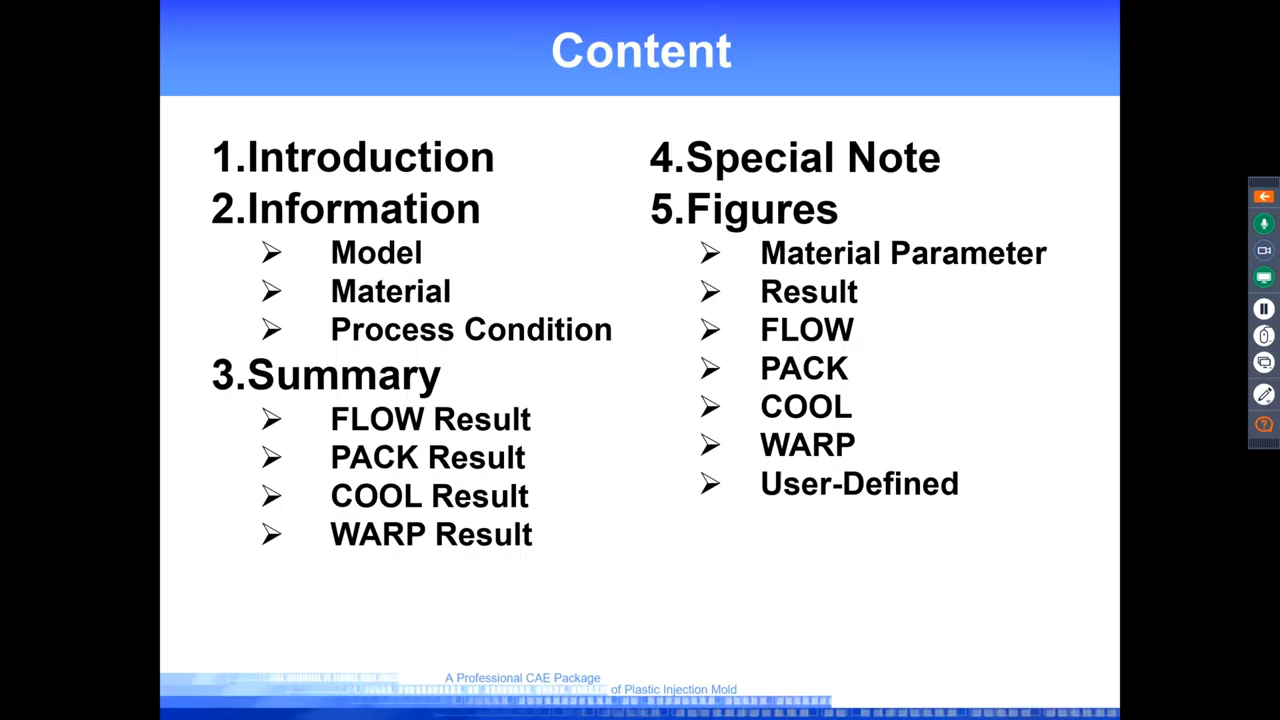 Content
1.Introduction
2.Information
Model
Material
Process Condition
3.Summary
FLOW Result
PACK Result
COOL Result
WARP Result
4.Special Note
5.Figures
Material Parameter
Result
FLOW
PACK
COOL
WARP
User-Defined
A Professional CAE Package
of Plastic Injection Mold